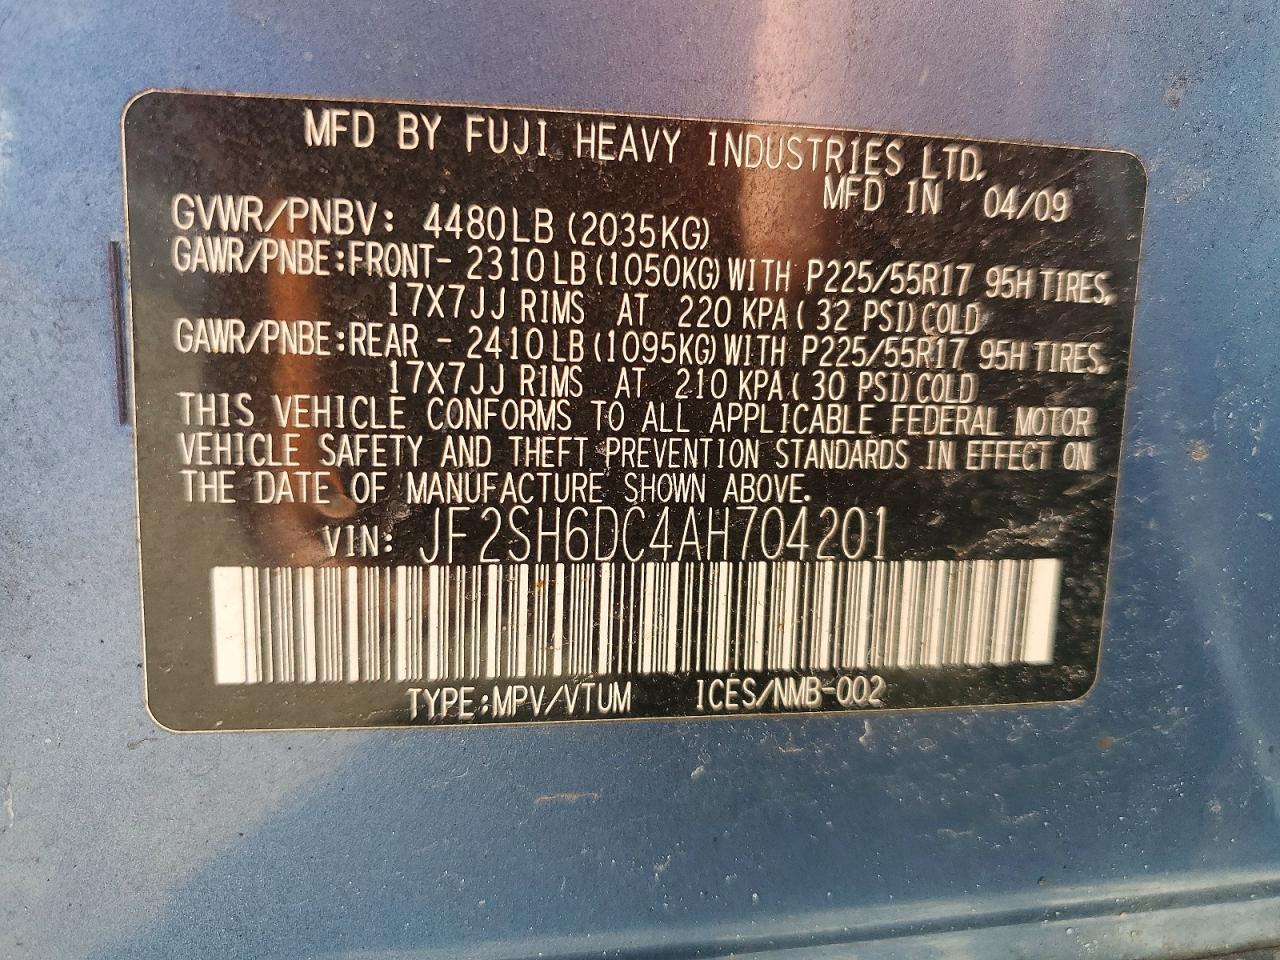 MFD BY FUJI HEAVY INDUSTRIES LTD.
MFD IN 04/09
GVWR/PNBV: 4480LB (2035KG)
GAWR/PNBE:FRONT- 2310LB (1050KG) WITH P225/55R17 95H TIRES,
17X7JJ RIMS AT 220 KPA ( 32 PSI) COLD
GAWR/PNBE:REAR - 2410LB (1095KG) WITH P225/55R17 95H TIRES,
17X7JJ RIMS AT 210 KPA ( 30 PSI) COLD
THIS VEHICLE CONFORMS TO ALL APPLICABLE FEDERAL MOTOR
VEHICLE SAFETY AND THEFT PREVENTION STANDARDS IN EFFECT ON
THE DATE OF MANUFACTURE SHOWN ABOVE.
VIN: JF2SH6DC4AH704201
TYPE:MPV/VTUM ICES/NMB-002